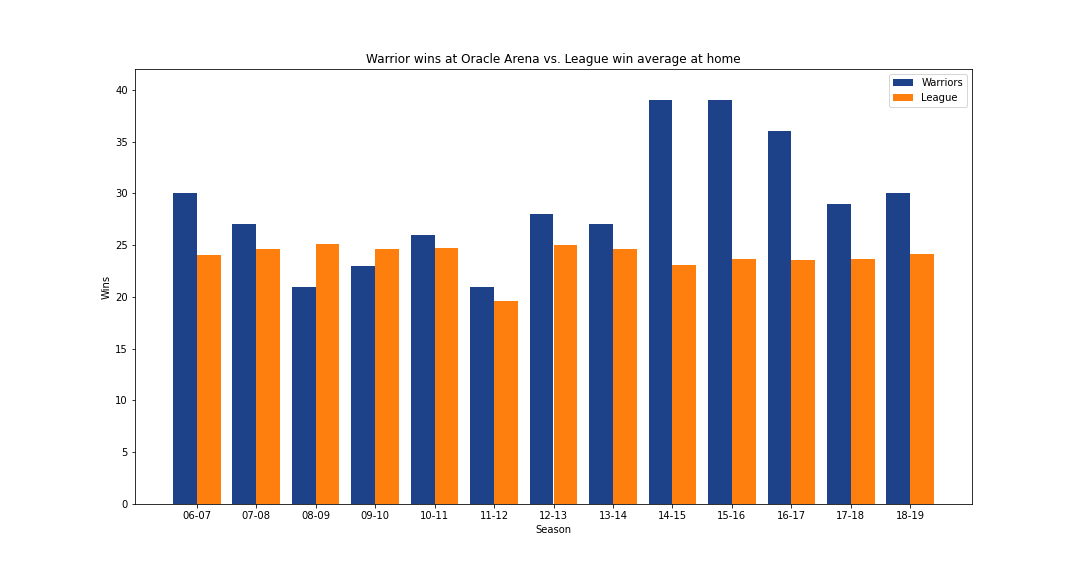 Warrior wins at Oracle Arena vs. League win average at home
Warriors
League
40
35
30
25
20
15
10
5
0
Wins
06-07 07-08 08-09 09-10 10-11 11-12 12-13 13-14 14-15 15-16 16-17 17-18 18-19
Season